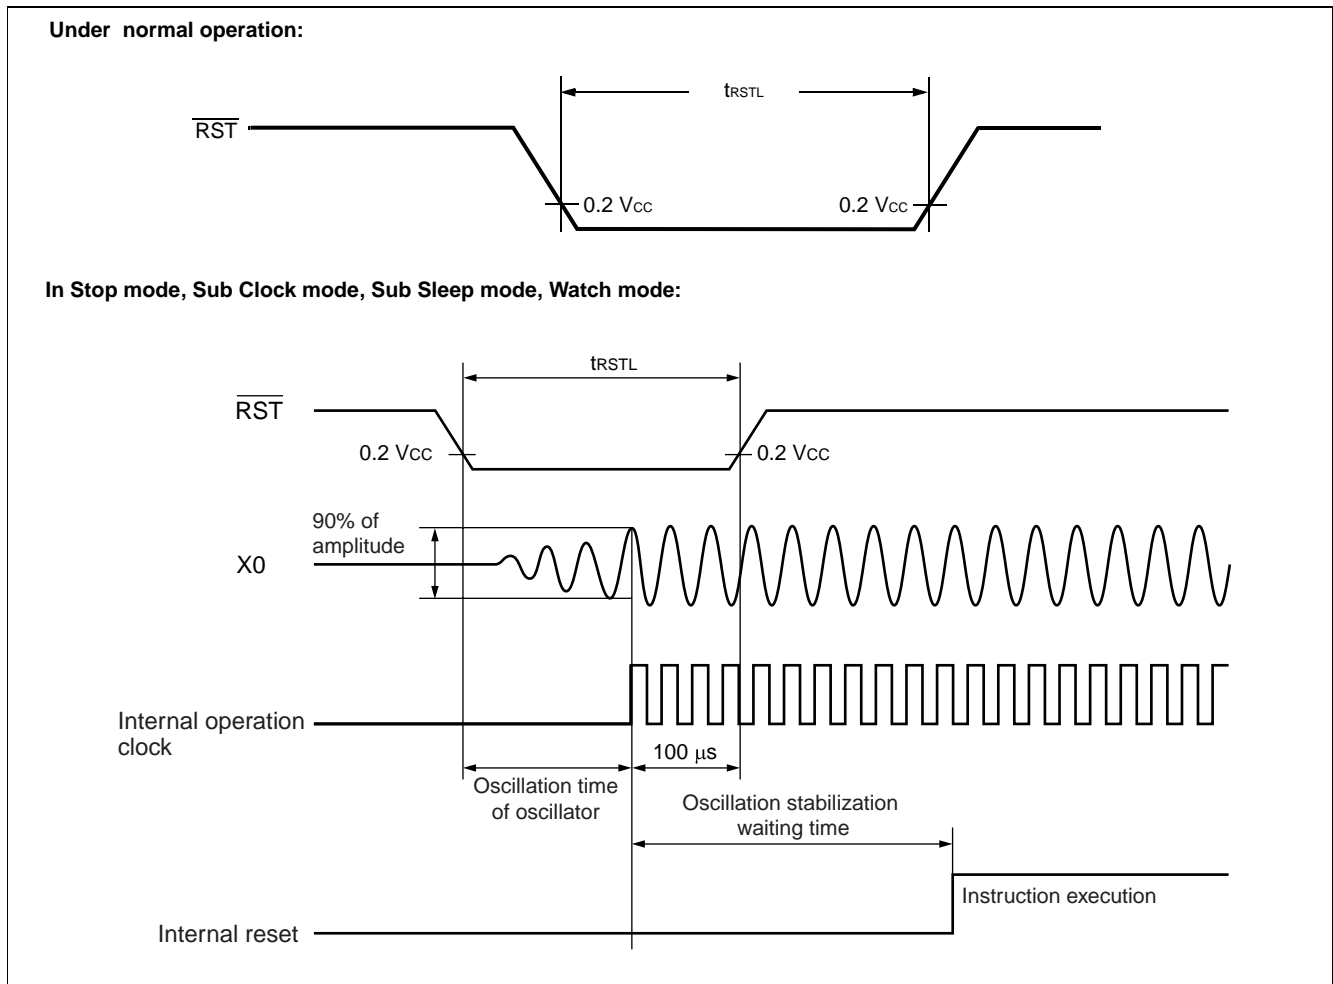 Under normal operation:
tRSTL
RST
0.2 VCC
0.2 VCC
In Stop mode, Sub Clock mode, Sub Sleep mode, Watch mode:
tRSTL
RST
0.2 VCC
0.2 VCC
90% of
amplitude
X0
Internal operation
clock
100 μs
Oscillation time
of oscillator
Oscillation stabilization
waiting time
Instruction execution
Internal reset